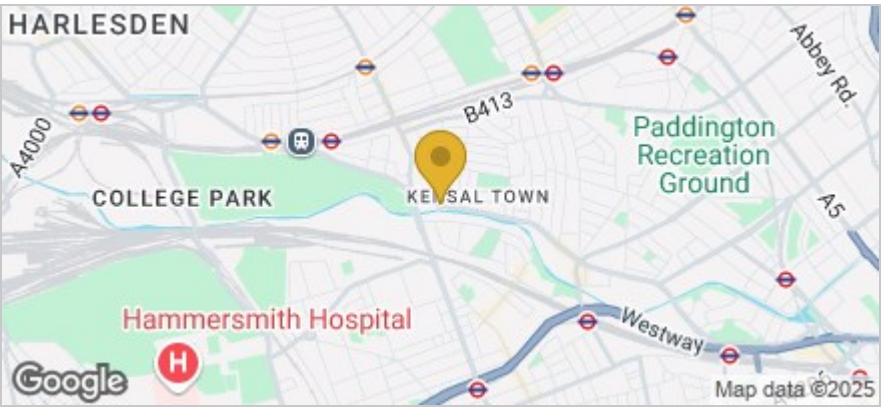 HARLESDEN
Abbey Rd.
B413
A4000
Paddington
Recreation
Ground
COLLEGE PARK
KENSAL TOWN
A5
Hammersmith Hospital
H
Westway
Google
Map data ©2025